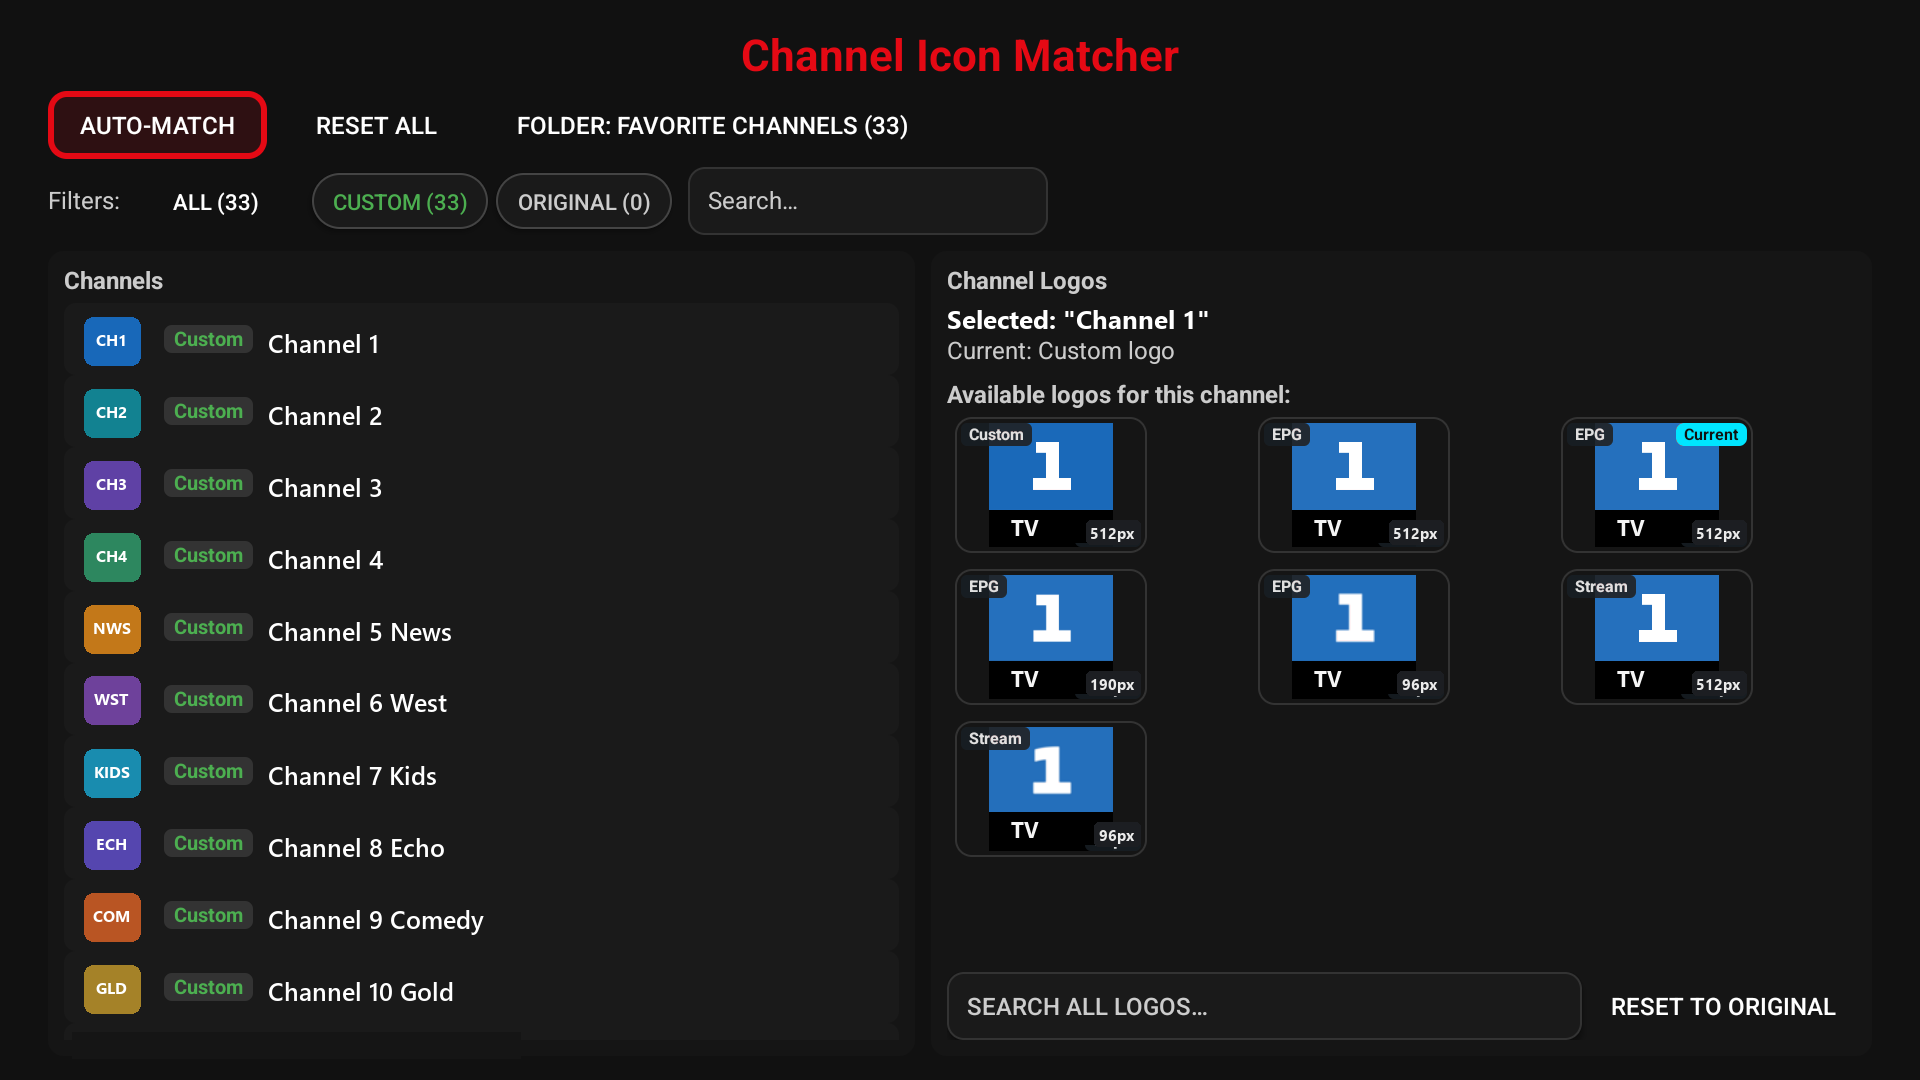 Channel Icon Matcher
AUTO-MATCH
RESET ALL
FOLDER: FAVORITE CHANNELS (33)
Filters:
ALL (33)
CUSTOM (33)
ORIGINAL (0)
Search...
Channels
CH1 Custom Channel 1
CH2 Custom Channel 2
CH3 Custom Channel 3
CH4 Custom Channel 4
NWS Custom Channel 5 News
WST Custom Channel 6 West
KIDS Custom Channel 7 Kids
ECH Custom Channel 8 Echo
COM Custom Channel 9 Comedy
GLD Custom Channel 10 Gold
Channel Logos
Selected: "Channel 1"
Current: Custom logo
Available logos for this channel:
Custom
1
TV
512px
EPG
1
TV
512px
EPG
Current
1
TV
512px
EPG
1
TV
190px
EPG
1
TV
96px
Stream
1
TV
512px
Stream
1
TV
96px
SEARCH ALL LOGOS...
RESET TO ORIGINAL